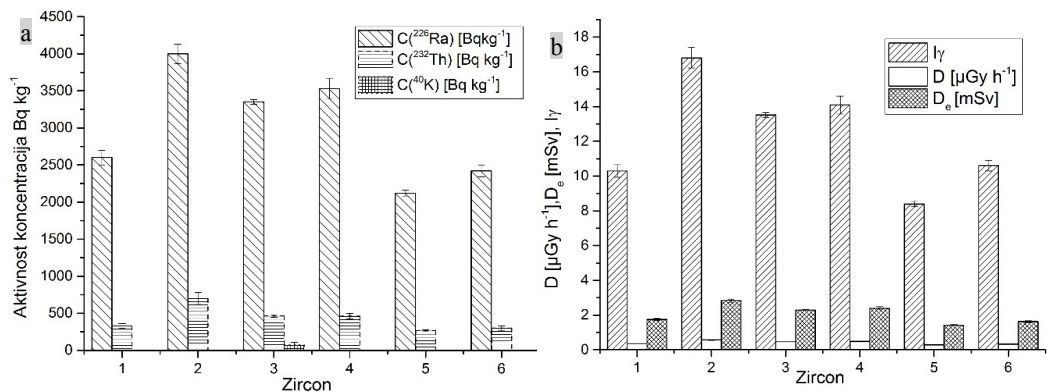 a
4500
4000
3500
3000
2500
2000
1500
1000
500
0
Aktivnost koncentracija Bq kg⁻¹
C(²²⁶Ra) [Bqkg⁻¹]
C(²³²Th) [Bq kg⁻¹]
C(⁴⁰K) [Bq kg⁻¹]
1 2 3 4 5 6
Zircon
b
18
16
14
12
10
8
6
4
2
0
D [µGy h⁻¹],Dₑ [mSv], Iγ
Iγ
D [µGy h⁻¹]
Dₑ [mSv]
1 2 3 4 5 6
Zircon